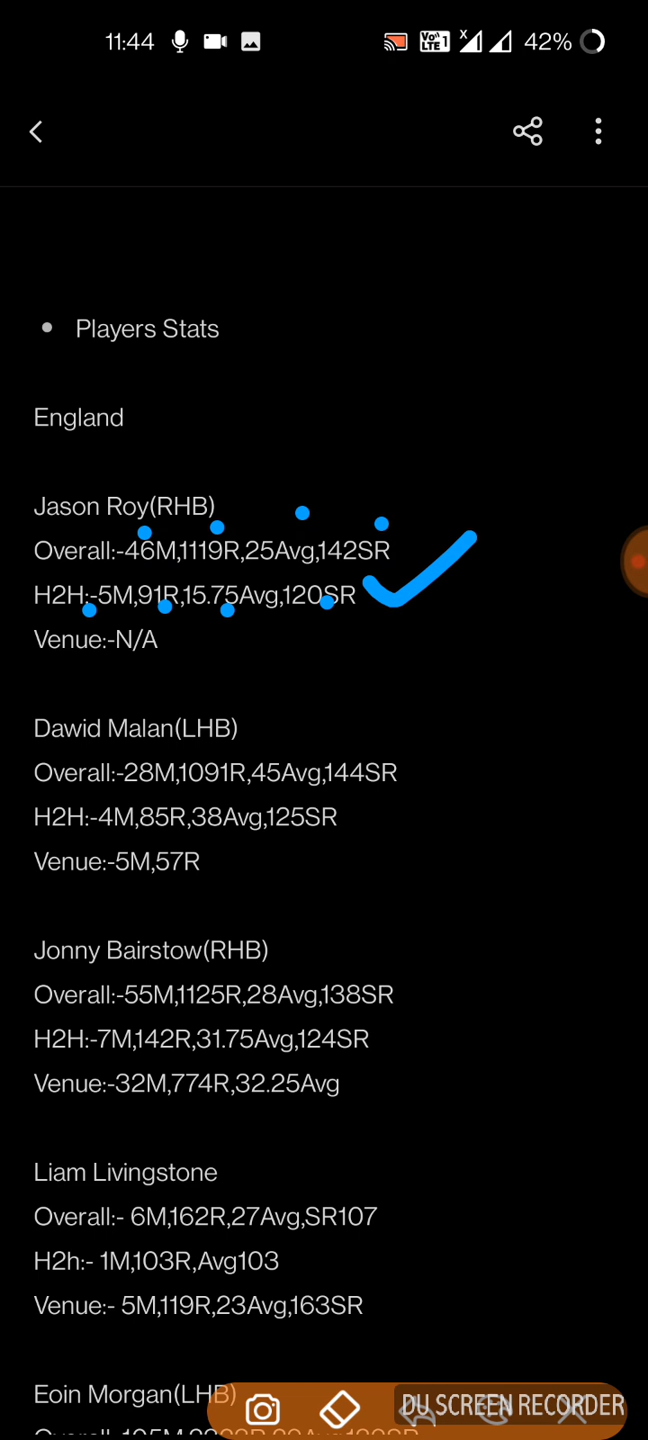 11:44
Vo)) LTE 1 X 42%
Players Stats
England
Jason Roy(RHB)
Overall:-46M,1119R,25Avg,142SR
H2H:-5M,91R,15.75Avg,120SR
Venue:-N/A
Dawid Malan(LHB)
Overall:-28M,1091R,45Avg,144SR
H2H:-4M,85R,38Avg,125SR
Venue:-5M,57R
Jonny Bairstow(RHB)
Overall:-55M,1125R,28Avg,138SR
H2H:-7M,142R,31.75Avg,124SR
Venue:-32M,774R,32.25Avg
Liam Livingstone
Overall:- 6M,162R,27Avg,SR107
H2h:- 1M,103R,Avg103
Venue:- 5M,119R,23Avg,163SR
Eoin Morgan(LHB)
DU SCREEN RECORDER